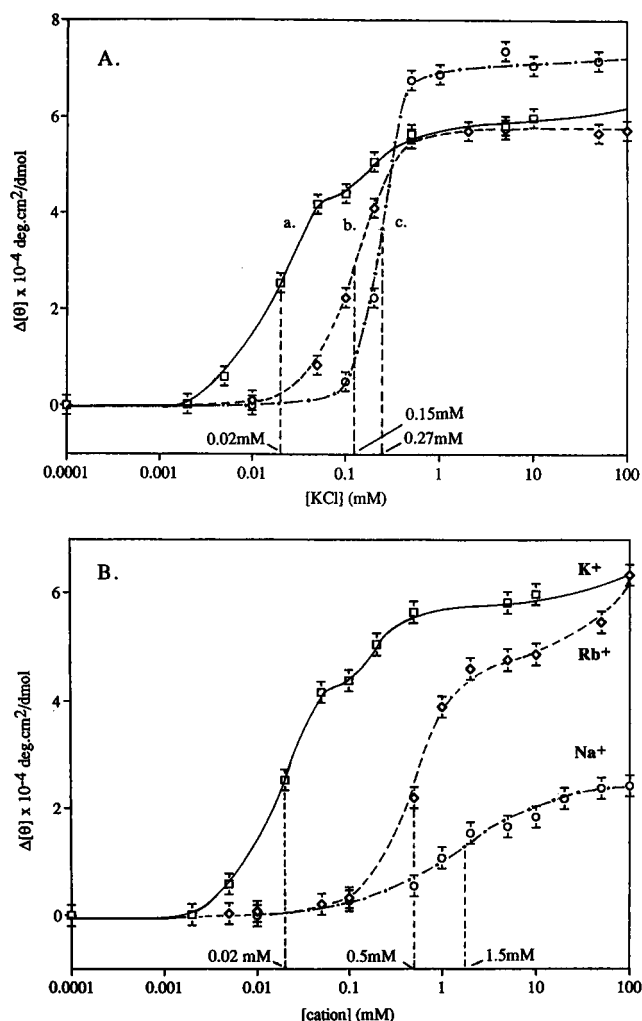 A.
Δ[θ] x 10⁻⁴ deg.cm²/dmol
8
6
4
2
0
a.
b.
c.
0.02mM
0.15mM
0.27mM
0.0001
0.001
0.01
0.1
1
10
100
[KCl] (mM)
B.
Δ[θ] x 10⁻⁴ deg.cm²/dmol
6
4
2
0
K⁺
Rb⁺
Na⁺
0.02 mM
0.5mM
1.5mM
0.0001
0.001
0.01
0.1
1
10
100
[cation] (mM)